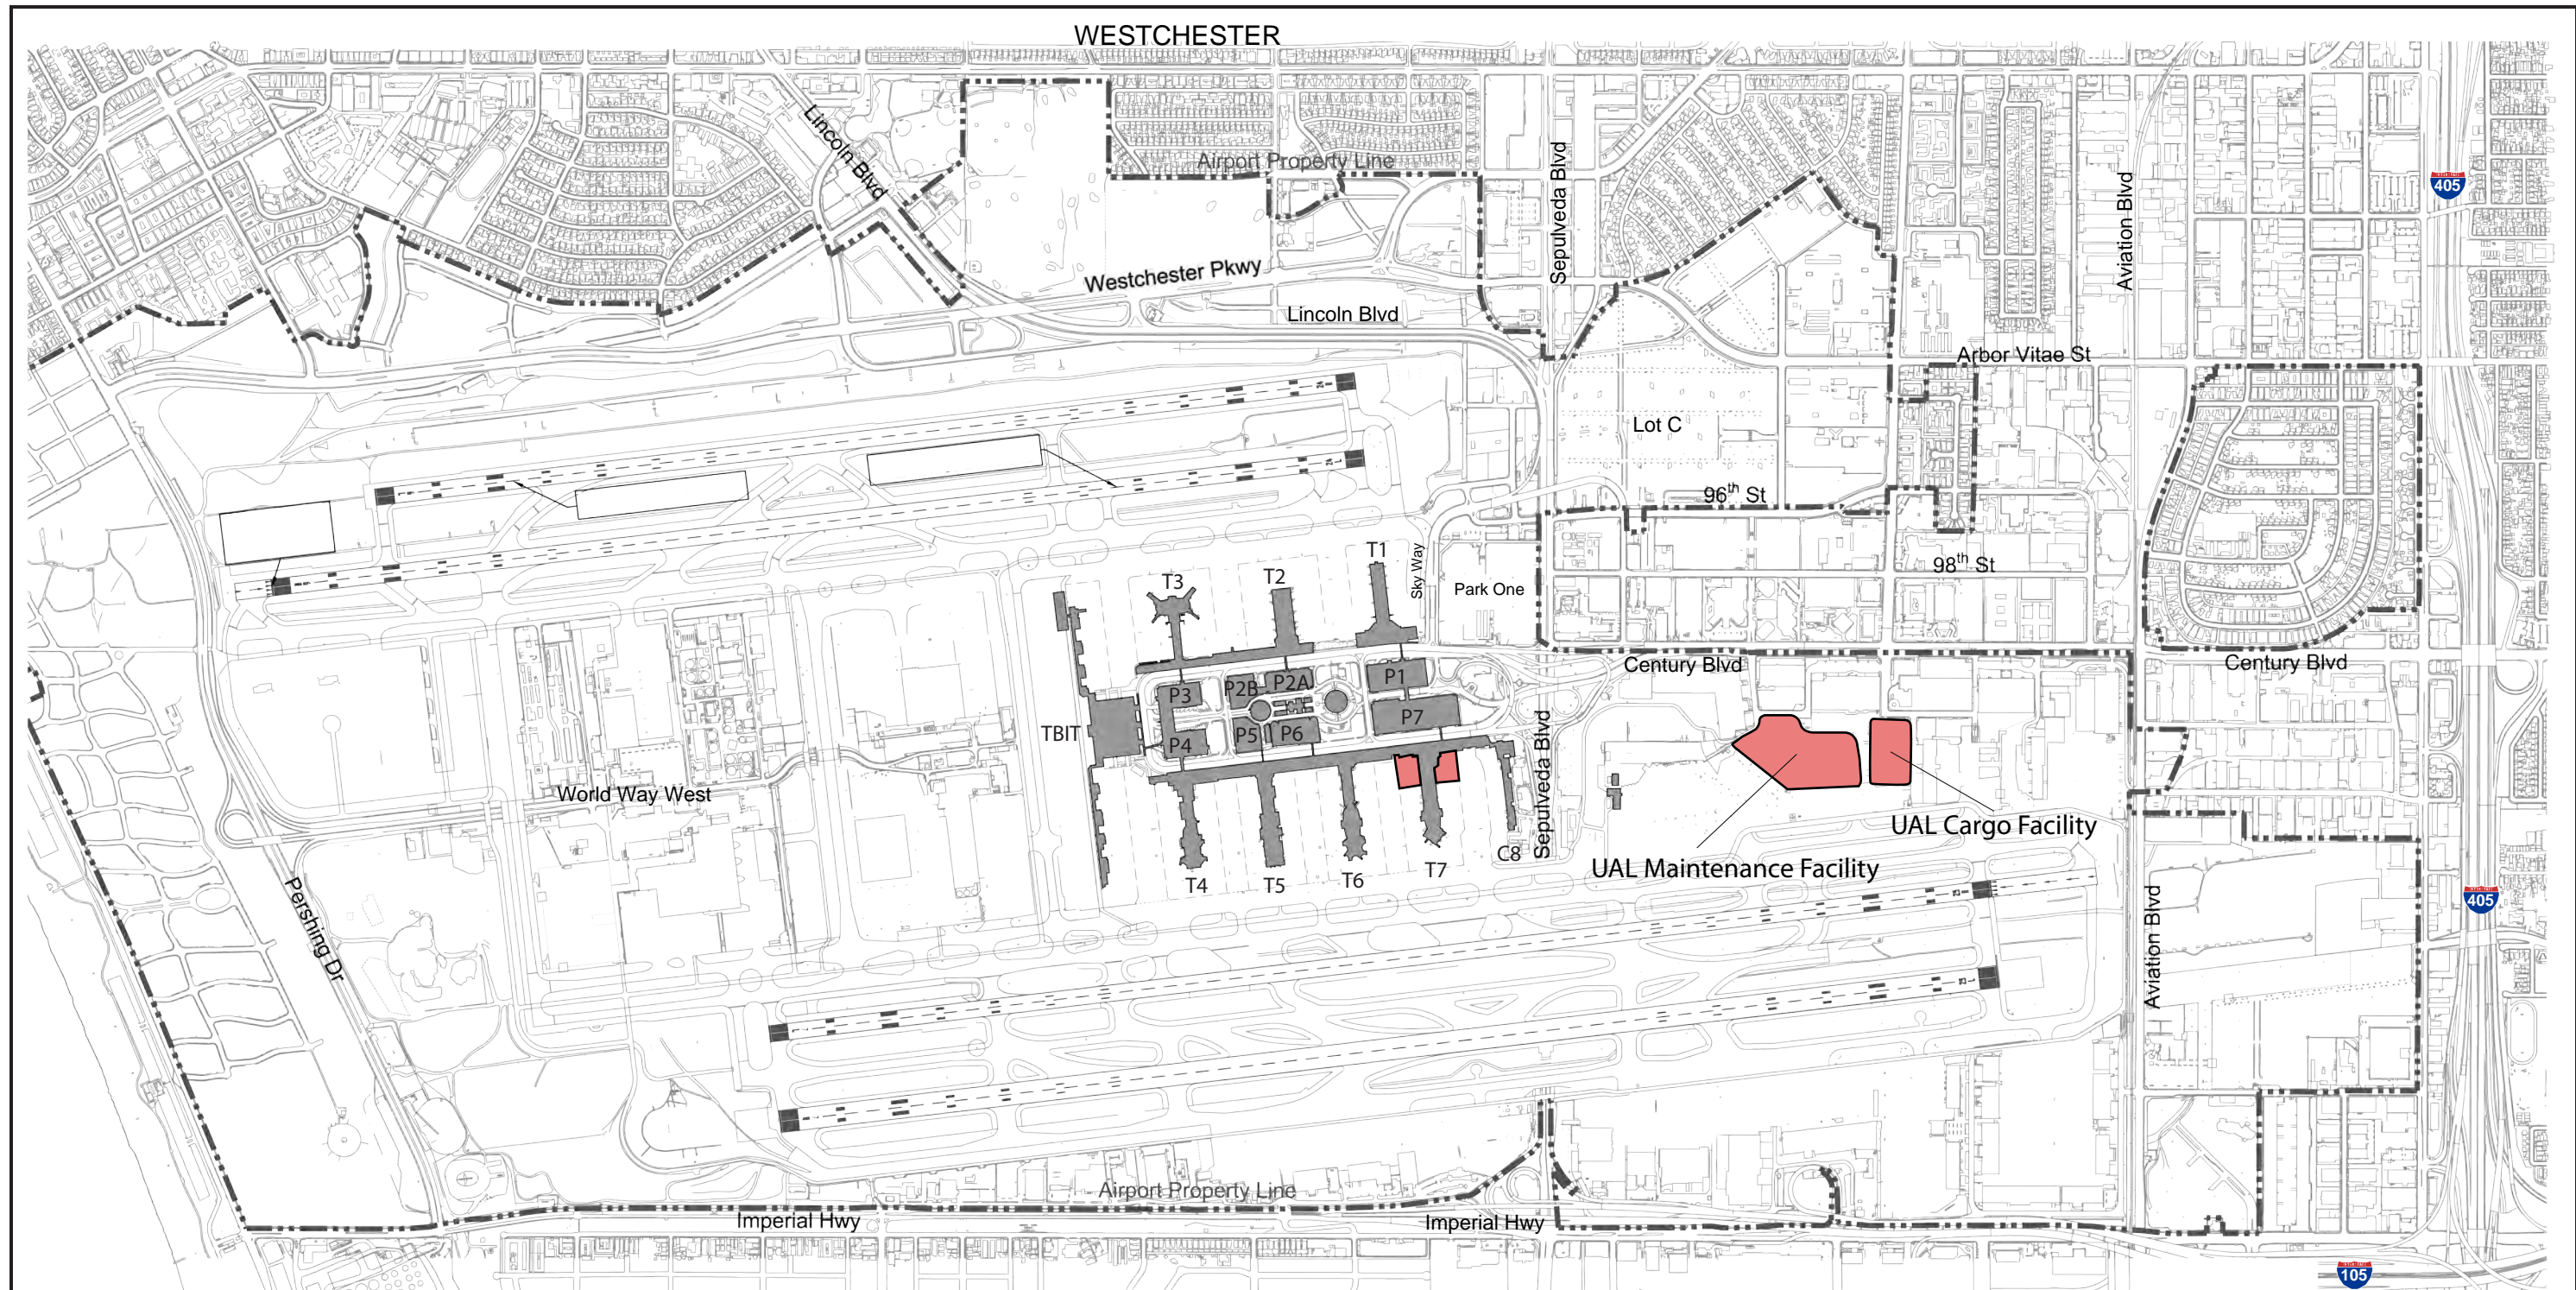 WESTCHESTER
Lincoln Blvd
Airport Property Line
Sepulveda Blvd
Aviation Blvd
405
Westchester Pkwy
Lincoln Blvd
Arbor Vitae St
Lot C
96th St
98th St
T1
Sky Way
T3
T2
Park One
Century Blvd
Century Blvd
P1
P2A
P2B
P3
P7
TBIT
P4
P5
P6
Sepulveda Blvd
World Way West
UAL Cargo Facility
UAL Maintenance Facility
C8
T7
T6
T5
T4
Pershing Dr
405
Aviation Blvd
Airport Property Line
Imperial Hwy
Imperial Hwy
105